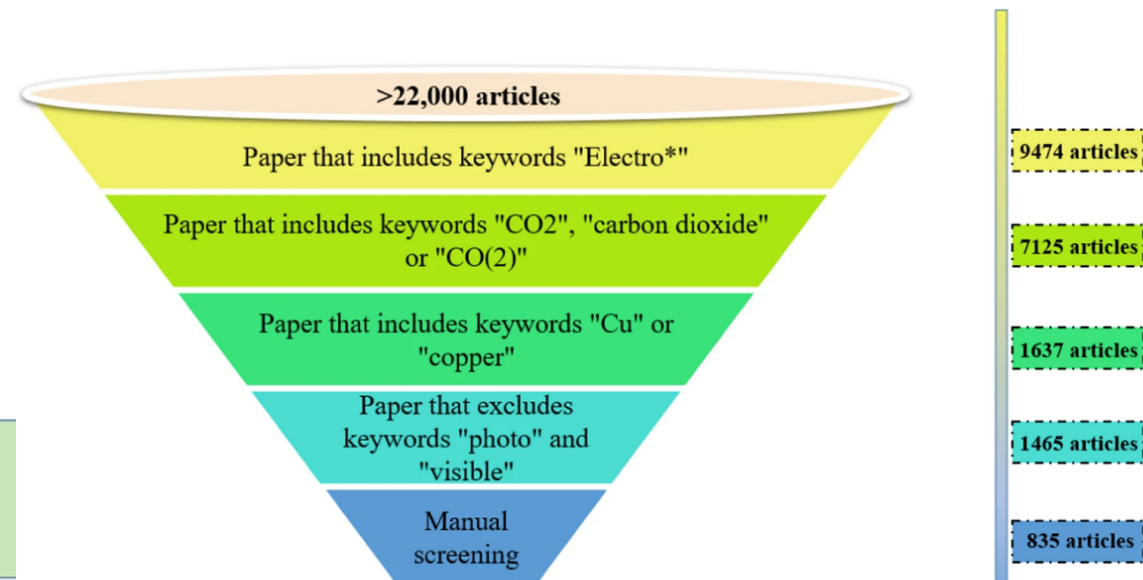 >22,000 articles
Paper that includes keywords "Electro*"
9474 articles
Paper that includes keywords "CO2", "carbon dioxide"
or "CO(2)"
7125 articles
Paper that includes keywords "Cu" or
"copper"
1637 articles
Paper that excludes
keywords "photo" and
"visible"
1465 articles
Manual
screening
835 articles